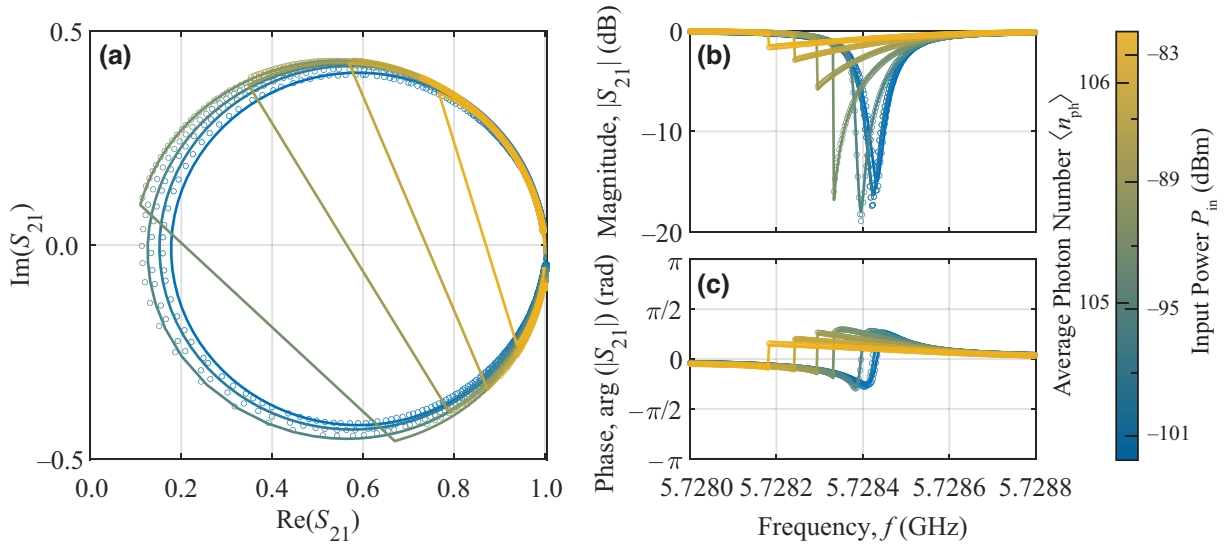 (a)
0.5
0.0
−0.5
Im(S21)
0.0 0.2 0.4 0.6 0.8 1.0
Re(S21)
(b)
0
−10
−20
Magnitude, |S21| (dB)
(c)
π
π/2
0
−π/2
−π
Phase, arg (|S21|) (rad)
5.7280 5.7282 5.7284 5.7286 5.7288
Frequency, f (GHz)
Average Photon Number ⟨nph⟩
106
105
−83
−89
−95
−101
Input Power Pin (dBm)